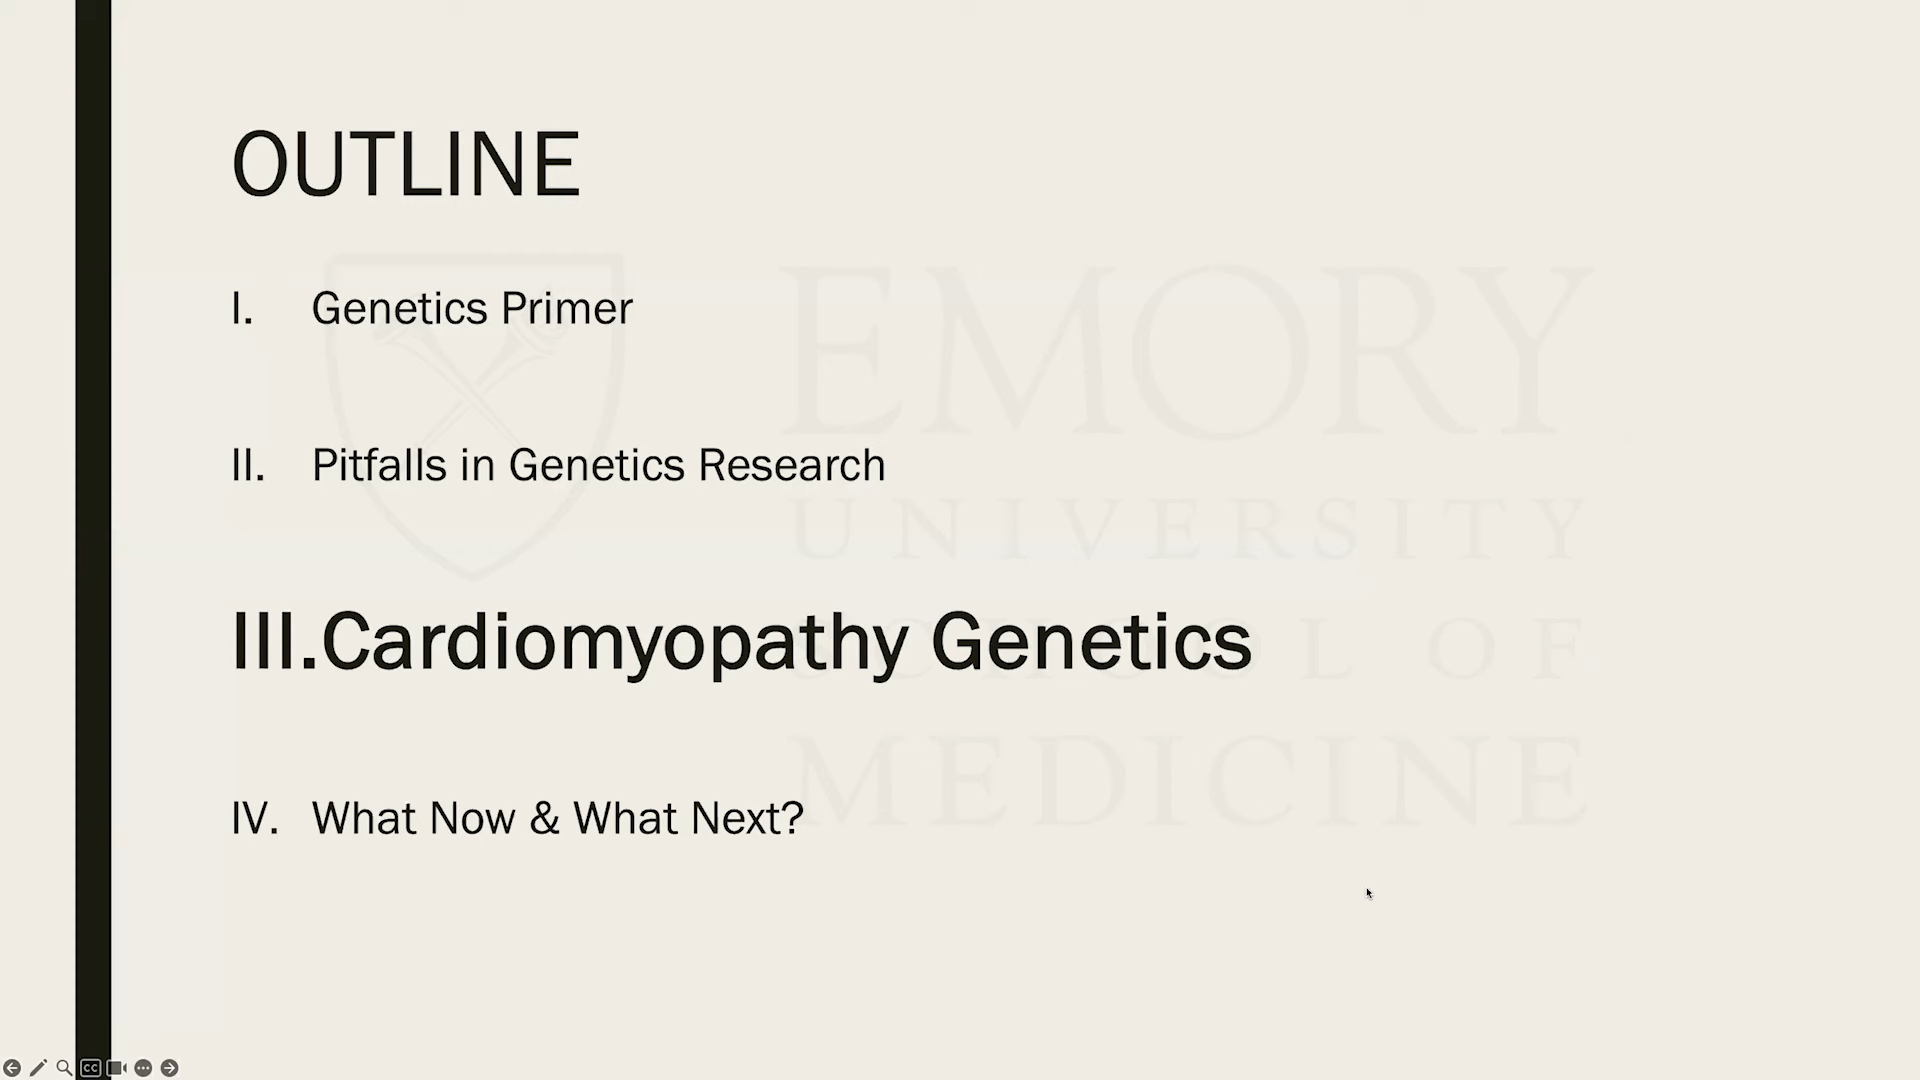 OUTLINE
I. Genetics Primer
II. Pitfalls in Genetics Research
III.Cardiomyopathy Genetics
IV. What Now & What Next?
EMORY
UNIVERSITY
SCHOOL OF
MEDICINE
CC